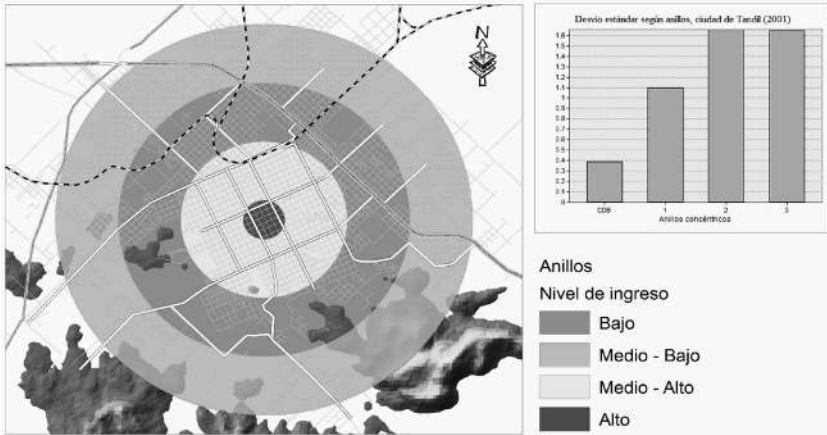 N
Desvío estándar según anillos, ciudad de Tandil (2001)
1.6
1.5
1.4
1.3
1.2
1.1
1
0.9
0.8
0.7
0.6
0.5
0.4
0.3
0.2
0.1
0
CDB
1
2
3
Anillos concéntricos
Anillos
Nivel de ingreso
Bajo
Medio - Bajo
Medio - Alto
Alto